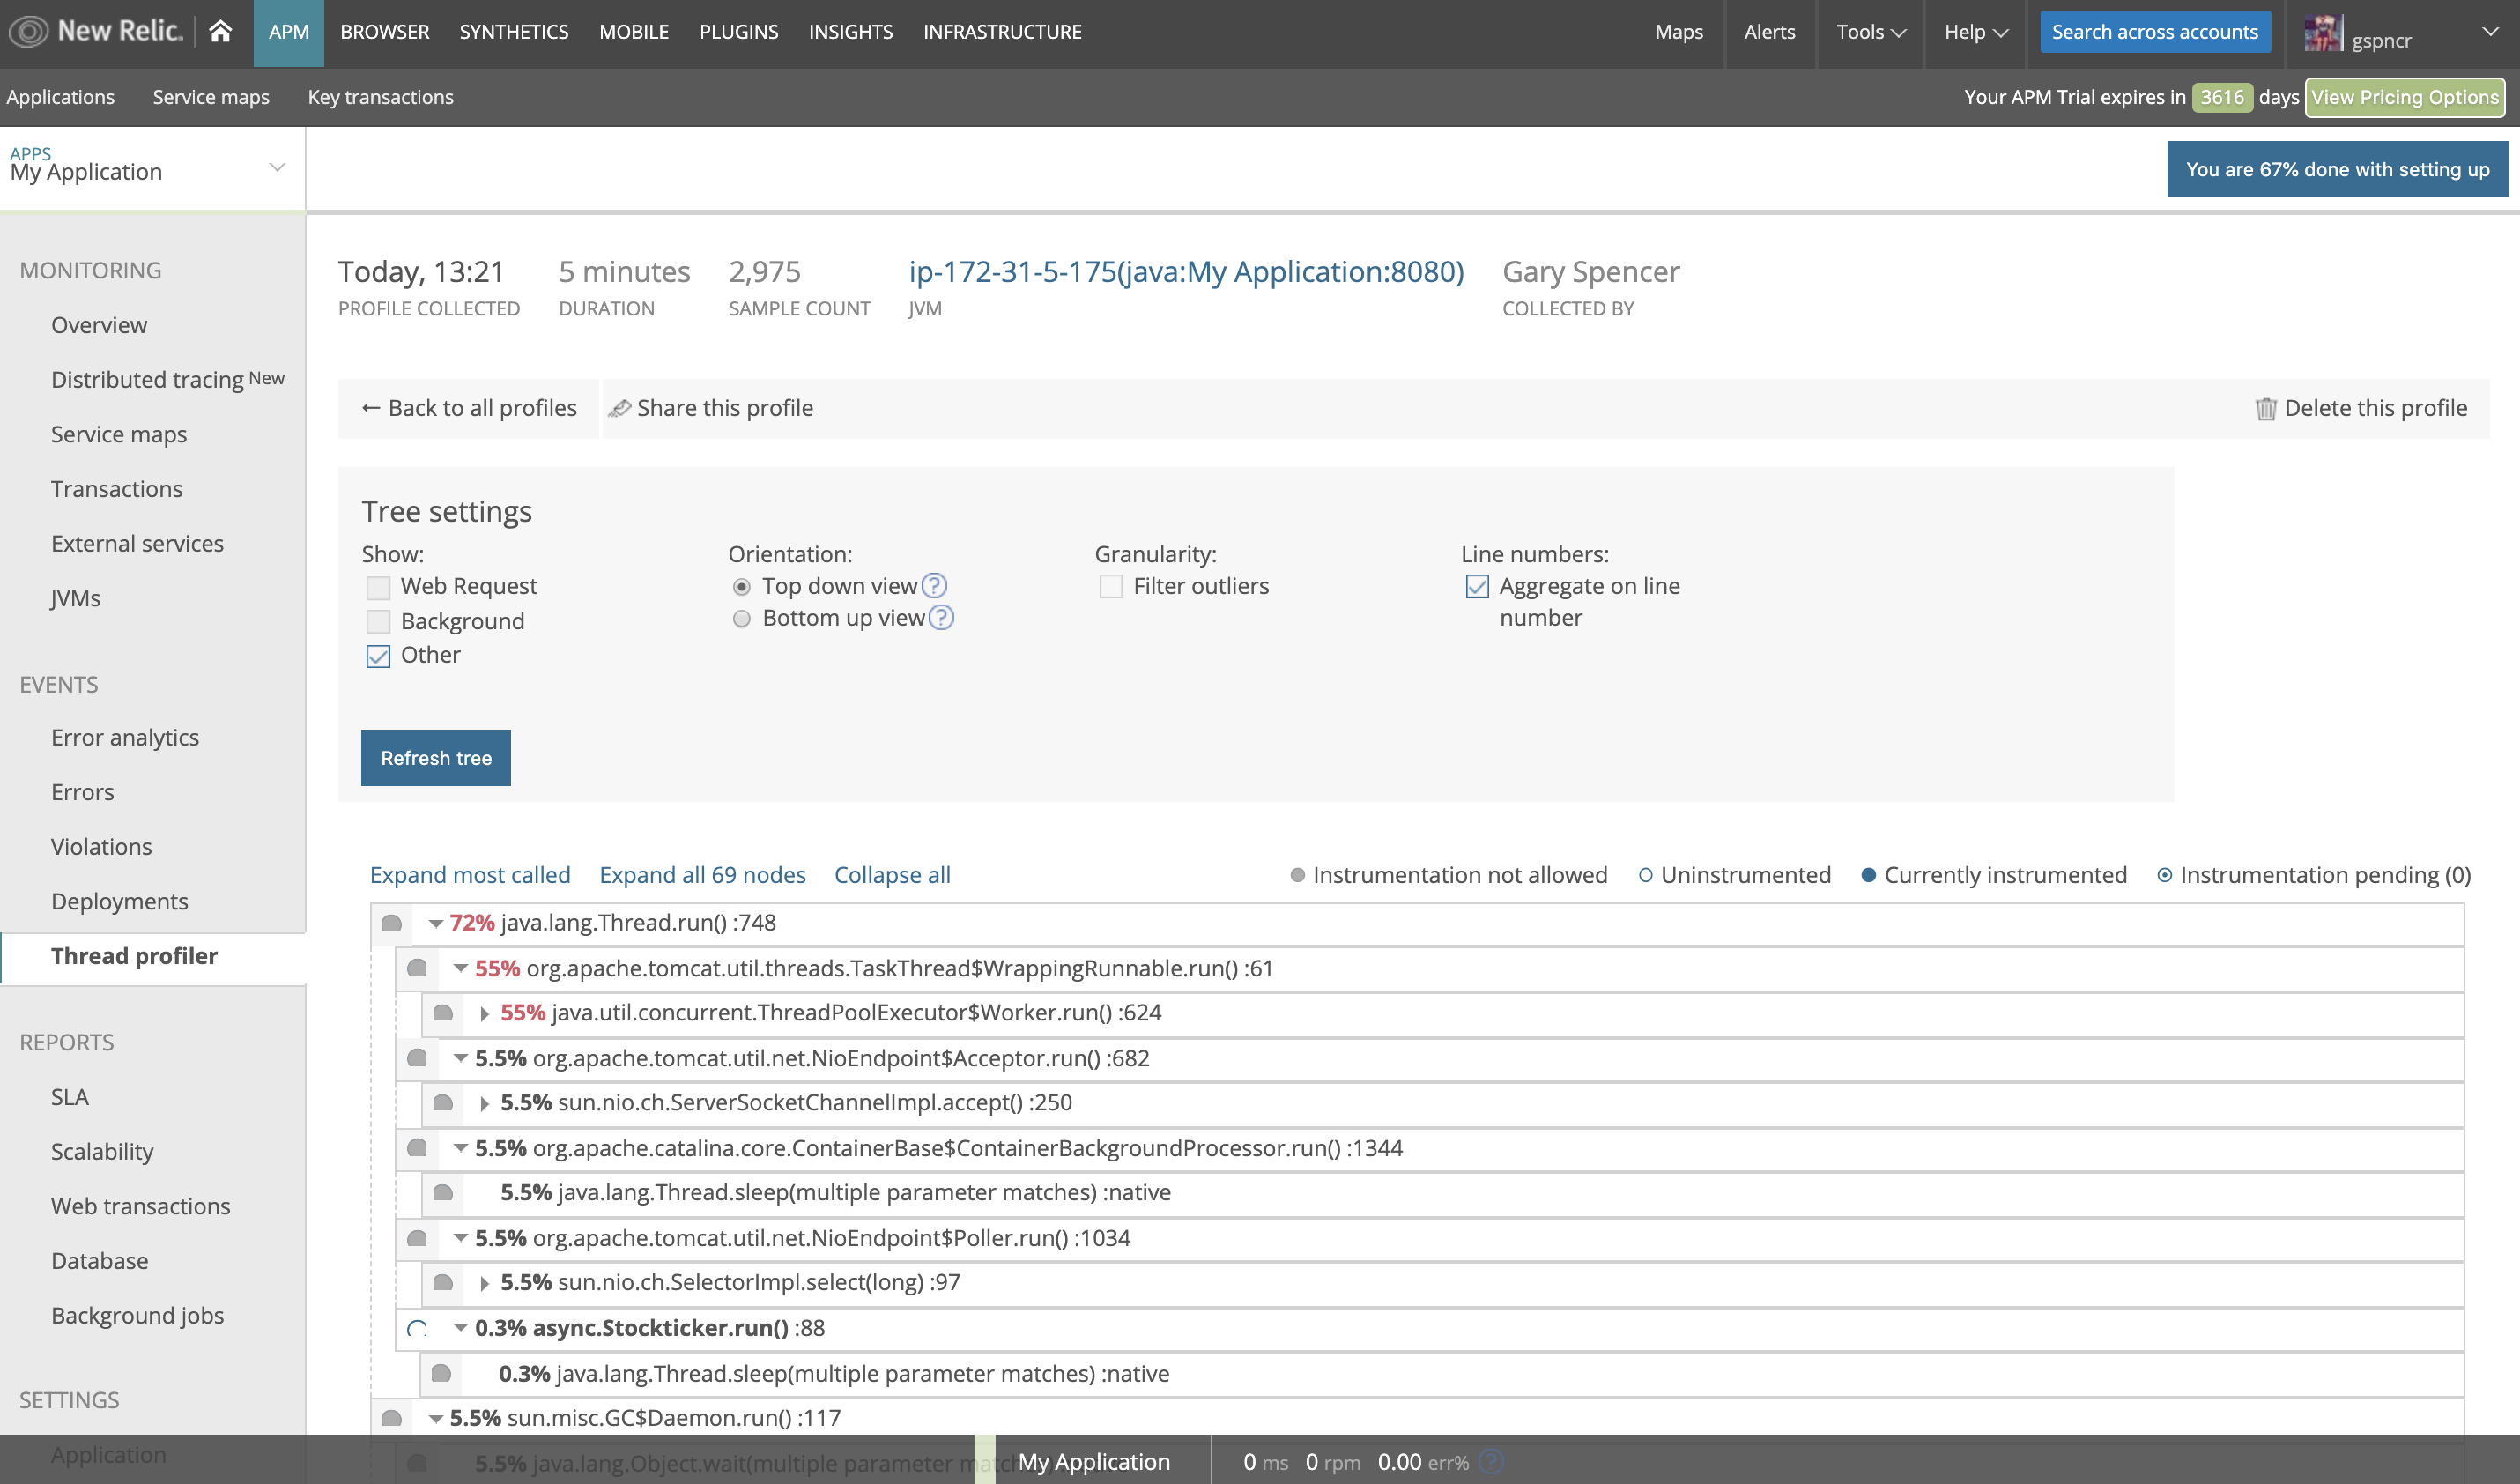 New Relic.
APM BROWSER SYNTHETICS MOBILE PLUGINS INSIGHTS INFRASTRUCTURE Maps Alerts Tools Help Search across accounts gspncr
Applications Service maps Key transactions Your APM Trial expires in 3616 days View Pricing Options
APPS
My Application
You are 67% done with setting up
MONITORING
Overview
Distributed tracing New
Service maps
Transactions
External services
JVMs
EVENTS
Error analytics
Errors
Violations
Deployments
Thread profiler
REPORTS
SLA
Scalability
Web transactions
Database
Background jobs
SETTINGS
Application
Today, 13:21 5 minutes 2,975 ip-172-31-5-175(java:My Application:8080) Gary Spencer
PROFILE COLLECTED DURATION SAMPLE COUNT JVM COLLECTED BY
← Back to all profiles Share this profile Delete this profile
Tree settings
Show: Orientation: Granularity: Line numbers:
Web Request Top down view ? Filter outliers Aggregate on line
Background Bottom up view ? number
Other
Refresh tree
Expand most called Expand all 69 nodes Collapse all Instrumentation not allowed Uninstrumented Currently instrumented Instrumentation pending (0)
72% java.lang.Thread.run() :748
55% org.apache.tomcat.util.threads.TaskThread$WrappingRunnable.run() :61
55% java.util.concurrent.ThreadPoolExecutor$Worker.run() :624
5.5% org.apache.tomcat.util.net.NioEndpoint$Acceptor.run() :682
5.5% sun.nio.ch.ServerSocketChannelImpl.accept() :250
5.5% org.apache.catalina.core.ContainerBase$ContainerBackgroundProcessor.run() :1344
5.5% java.lang.Thread.sleep(multiple parameter matches) :native
5.5% org.apache.tomcat.util.net.NioEndpoint$Poller.run() :1034
5.5% sun.nio.ch.SelectorImpl.select(long) :97
0.3% async.Stockticker.run() :88
0.3% java.lang.Thread.sleep(multiple parameter matches) :native
5.5% sun.misc.GC$Daemon.run() :117
5.5% java.lang.Object.wait(multiple parameter
My Application 0 ms 0 rpm 0.00 err% ?